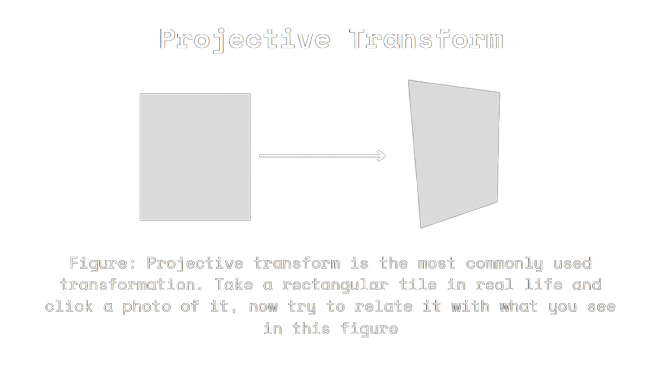 Projective Transform
Figure: Projective transform is the most commonly used
transformation. Take a rectangular tile in real life and
click a photo of it, now try to relate it with what you see
in this figure